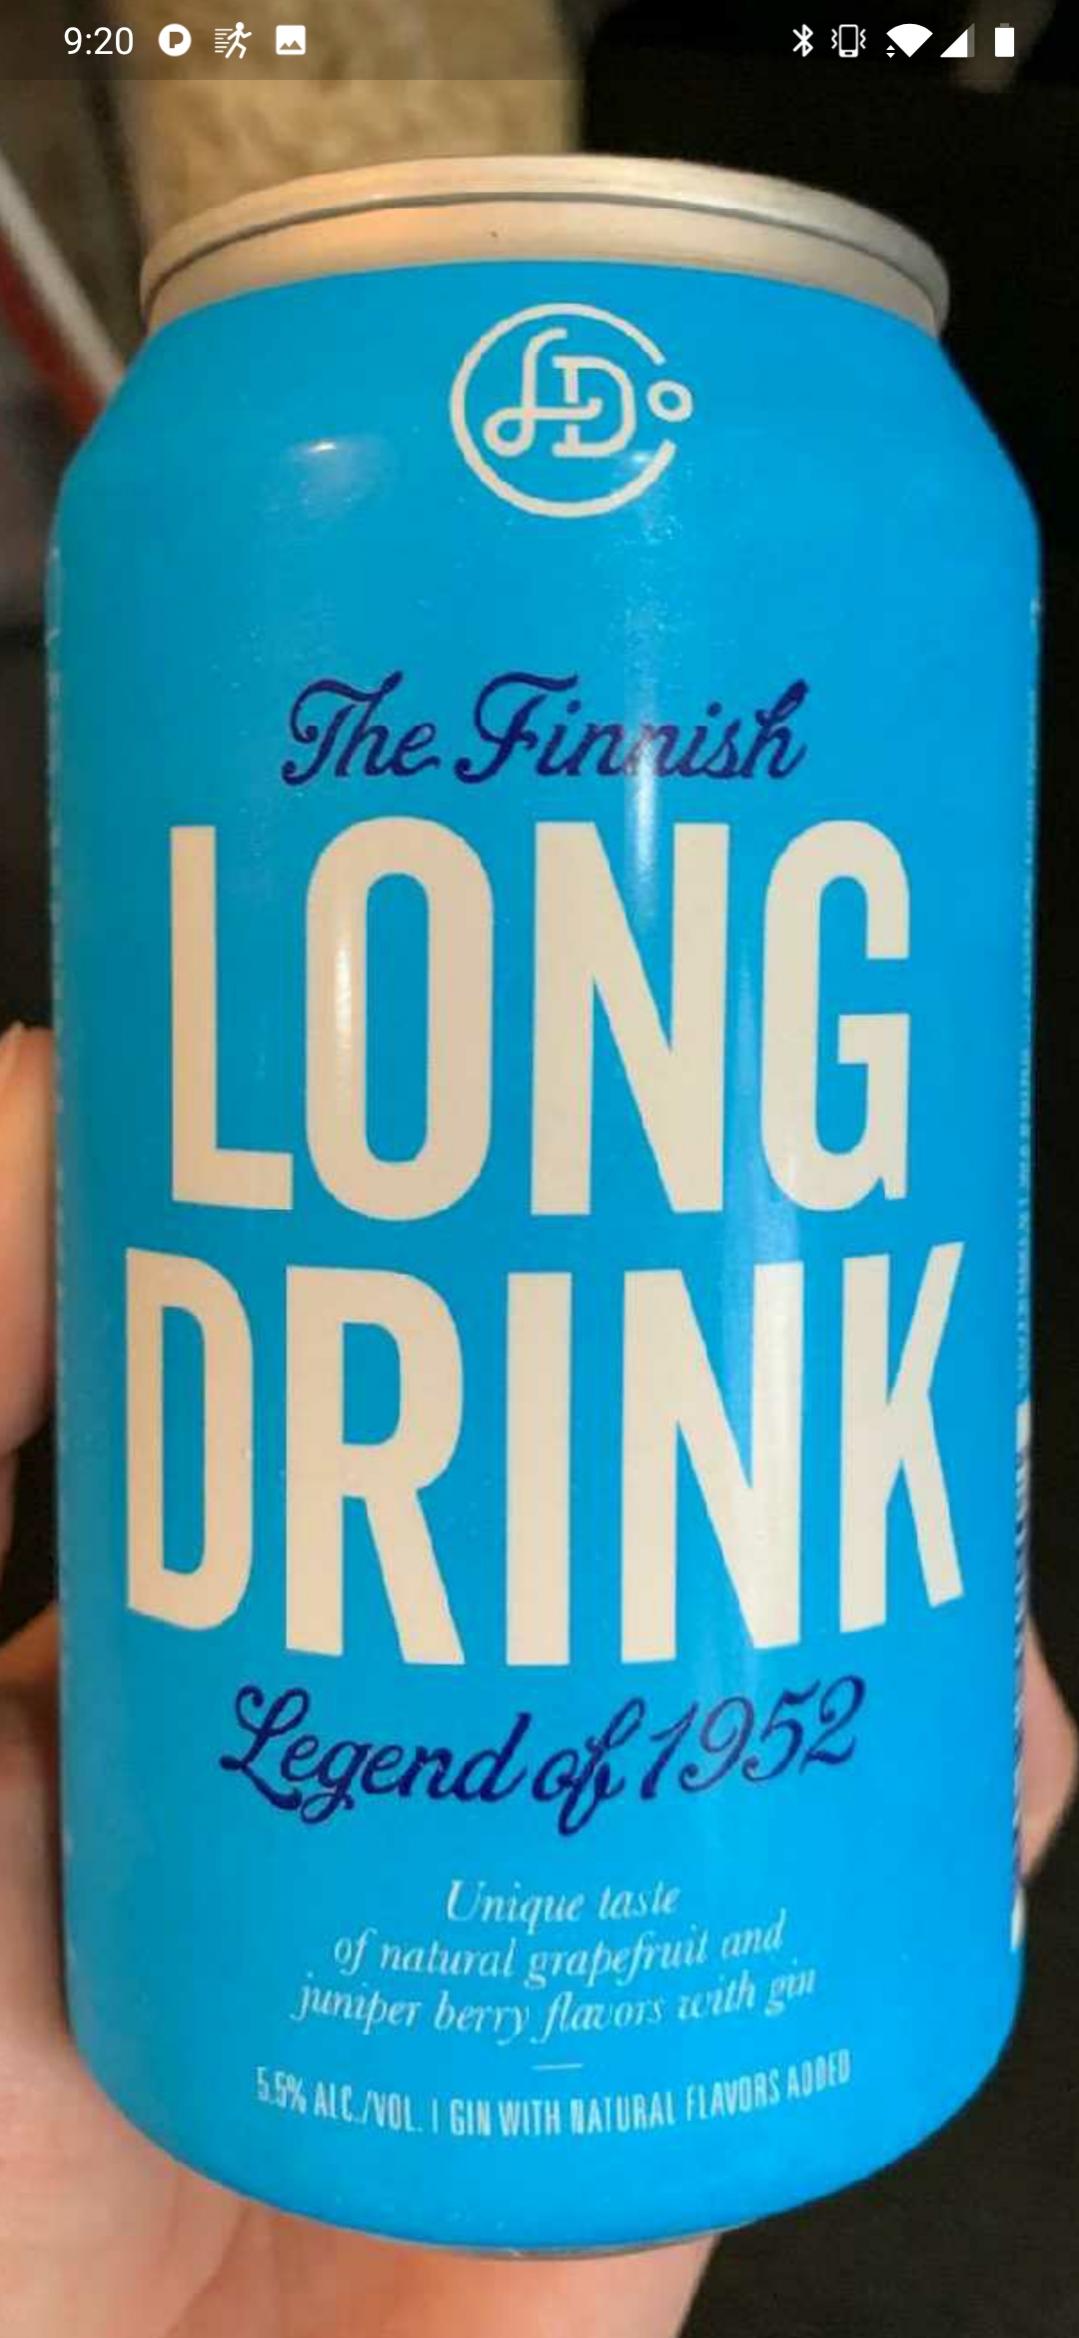 9:20
LD
The Finnish
LONG
DRINK
Legend of 1952
Unique taste
of natural grapefruit and
juniper berry flavors with gin
5.5% ALC./VOL. | GIN WITH NATURAL FLAVORS ADDED